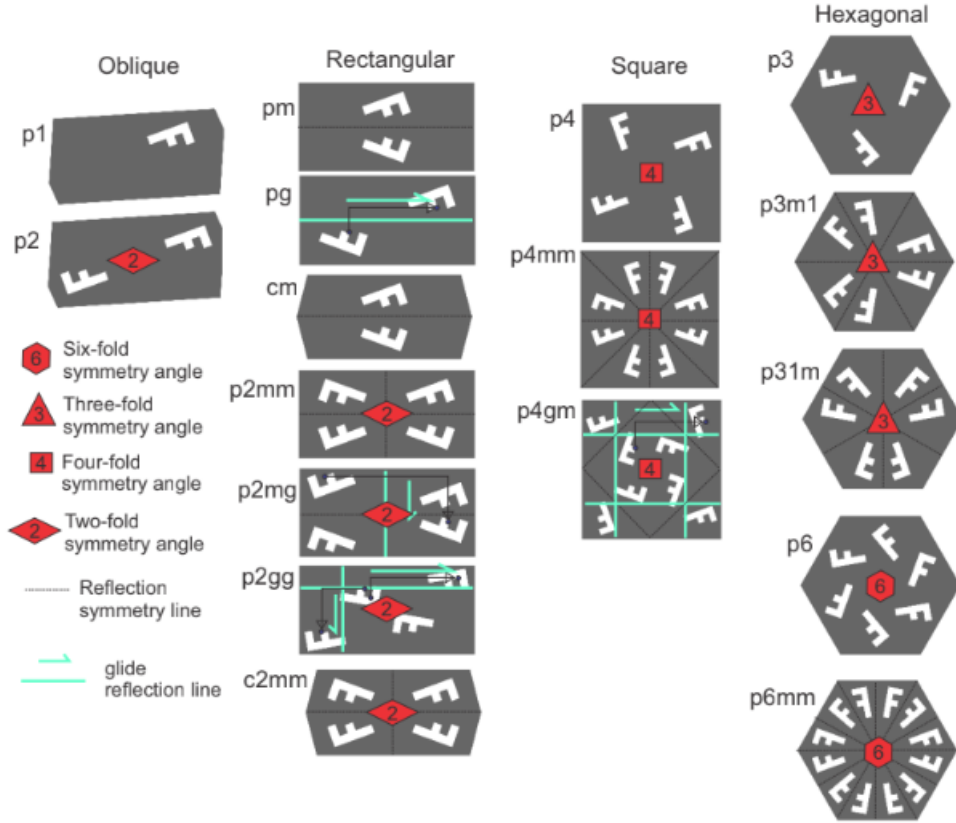 Oblique
p1
p2
2
6
Six-fold
symmetry angle
3
Three-fold
symmetry angle
4
Four-fold
symmetry angle
2
Two-fold
symmetry angle
Reflection
symmetry line
glide
reflection line
Rectangular
pm
pg
cm
p2mm
2
p2mg
2
p2gg
2
c2mm
2
Square
p4
4
p4mm
4
p4gm
4
Hexagonal
p3
3
p3m1
3
p31m
3
p6
6
p6mm
6